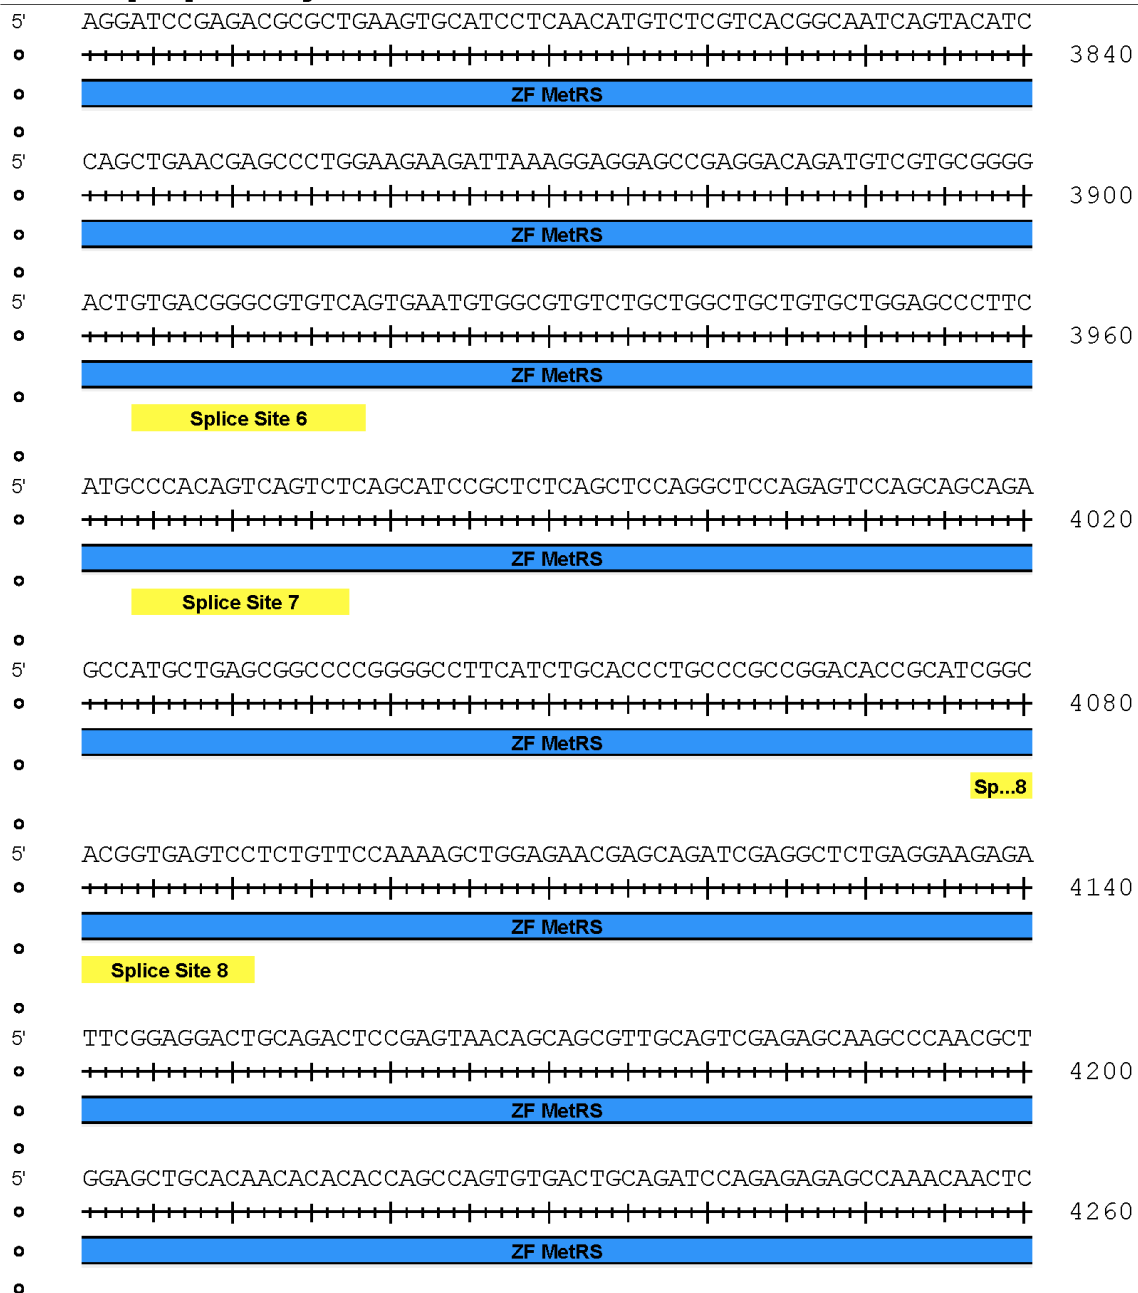 5' AGGATCCGAGACGCGCTGAAGTGCATCCTCAACATGTCTCGTCACGGCAATCAGTACATC
3840
ZF MetRS
5' CAGCTGAACGAGCCCTGGAAGAAGATTAAAGGAGGAGCCGAGGACAGATGTCGTGCGGGG
3900
ZF MetRS
5' ACTGTGACGGGCGTGTCAGTGAATGTGGCGTGTCTGCTGGCTGCTGTGCTGGAGCCCTTC
3960
ZF MetRS
Splice Site 6
5' ATGCCCACAGTCAGTCTCAGCATCCGCTCTCAGCTCCAGGCTCCAGAGTCCAGCAGCAGA
4020
ZF MetRS
Splice Site 7
5' GCCATGCTGAGCGGCCCCGGGGCCTTCATCTGCACCCTGCCCGCCGGACACCGCATCGGC
4080
ZF MetRS
Sp...8
5' ACGGTGAGTCCTCTGTTCCAAAAGCTGGAGAACGAGCAGATCGAGGCTCTGAGGAAGAGA
4140
ZF MetRS
Splice Site 8
5' TTCGGAGGACTGCAGACTCCGAGTAACAGCAGCGTTGCAGTCGAGAGCAAGCCCAACGCT
4200
ZF MetRS
5' GGAGCTGCACAACACACACCAGCCAGTGTGACTGCAGATCCAGAGAGAGCCAAACAACTC
4260
ZF MetRS